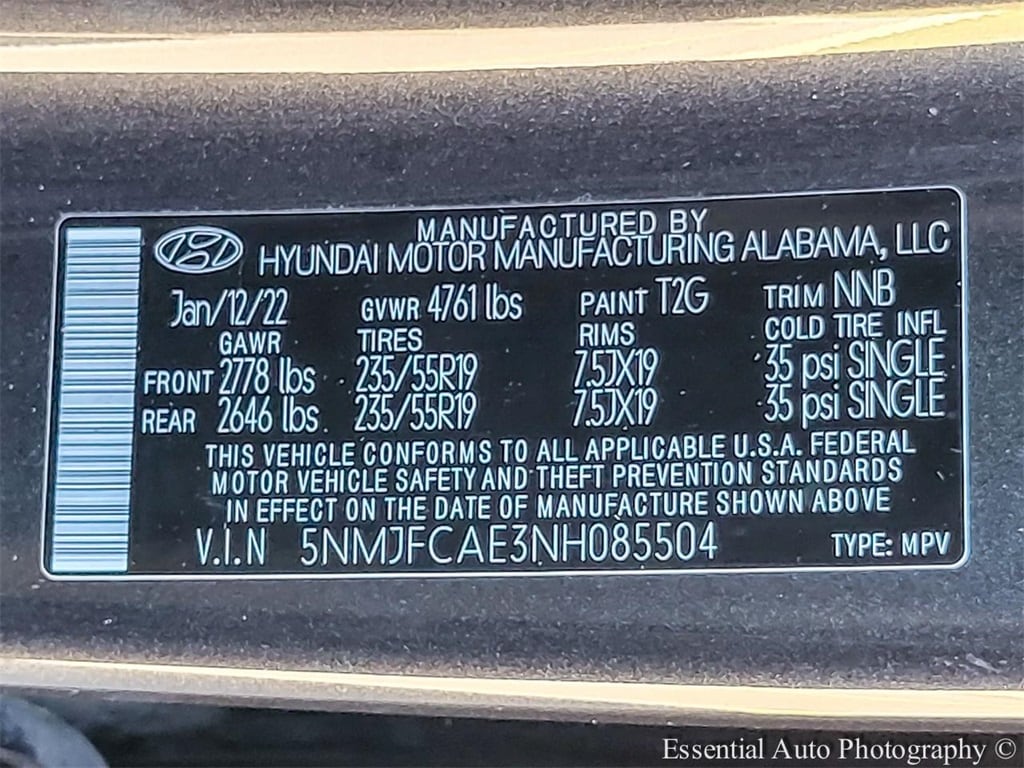 MANUFACTURED BY
HYUNDAI MOTOR MANUFACTURING ALABAMA, LLC
Jan/12/22 GVWR 4761 lbs PAINT T2G TRIM NNB
GAWR TIRES RIMS COLD TIRE INFL
FRONT 2778 lbs 235/55R19 7.5JX19 35 psi SINGLE
REAR 2646 lbs 235/55R19 7.5JX19 35 psi SINGLE
THIS VEHICLE CONFORMS TO ALL APPLICABLE U.S.A. FEDERAL
MOTOR VEHICLE SAFETY AND THEFT PREVENTION STANDARDS
IN EFFECT ON THE DATE OF MANUFACTURE SHOWN ABOVE
V.I.N 5NMJFCAE3NH085504 TYPE: MPV
Essential Auto Photography ©